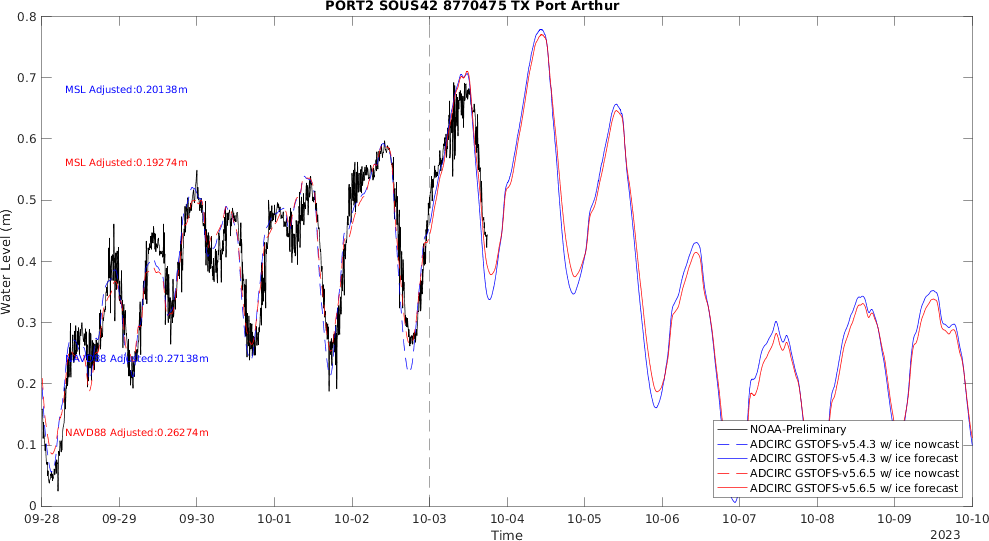 PORT2 SOUS42 8770475 TX Port Arthur
0.8
0.7
0.6
0.5
0.4
0.3
0.2
0.1
0
Water Level (m)
MSL Adjusted:0.20138m
MSL Adjusted:0.19274m
NAVD88 Adjusted:0.27138m
NAVD88 Adjusted:0.26274m
NOAA-Preliminary
ADCIRC GSTOFS-v5.4.3 w/ ice nowcast
ADCIRC GSTOFS-v5.4.3 w/ ice forecast
ADCIRC GSTOFS-v5.6.5 w/ ice nowcast
ADCIRC GSTOFS-v5.6.5 w/ ice forecast
09-28 09-29 09-30 10-01 10-02 10-03 10-04 10-05 10-06 10-07 10-08 10-09 10-10
Time
2023